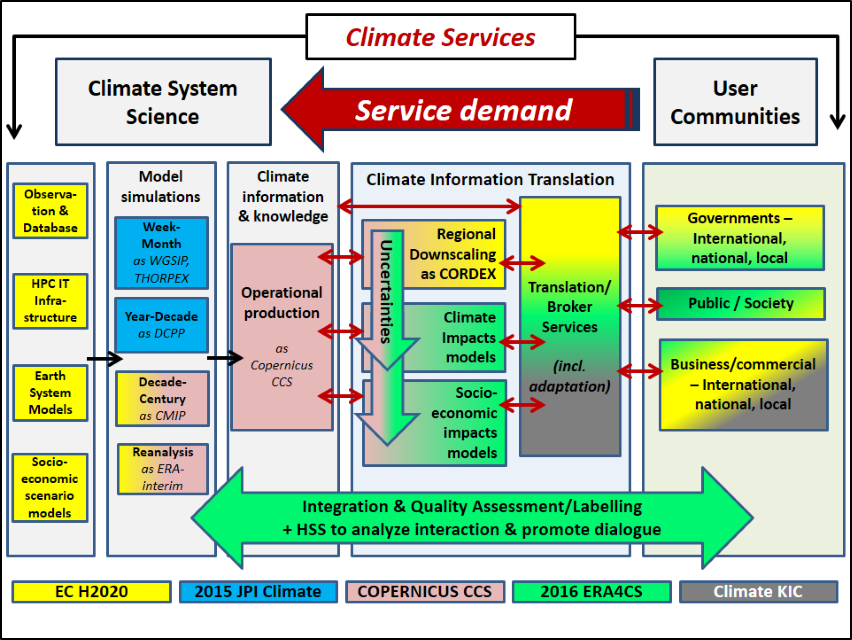 Climate Services
Climate System
Science
Service demand
User
Communities
Observa-
tion &
Database
HPC IT
Infra-
structure
Earth
System
Models
Socio-
economic
scenario
models
Model
simulations
Week-
Month
as WGSIP,
THORPEX
Year-Decade
as DCPP
Decade-
Century
as CMIP
Reanalysis
as ERA-
interim
Climate
information
& knowledge
Operational
production
as
Copernicus
CCS
Climate Information Translation
Uncertainties
Regional
Downscaling
as CORDEX
Climate
Impacts
models
Socio-
economic
impacts
models
Translation/
Broker
Services
(incl.
adaptation)
Governments –
International,
national, local
Public / Society
Business/commercial
– International,
national, local
Integration & Quality Assessment/Labelling
+ HSS to analyze interaction & promote dialogue
EC H2020
2015 JPI Climate
COPERNICUS CCS
2016 ERA4CS
Climate KIC